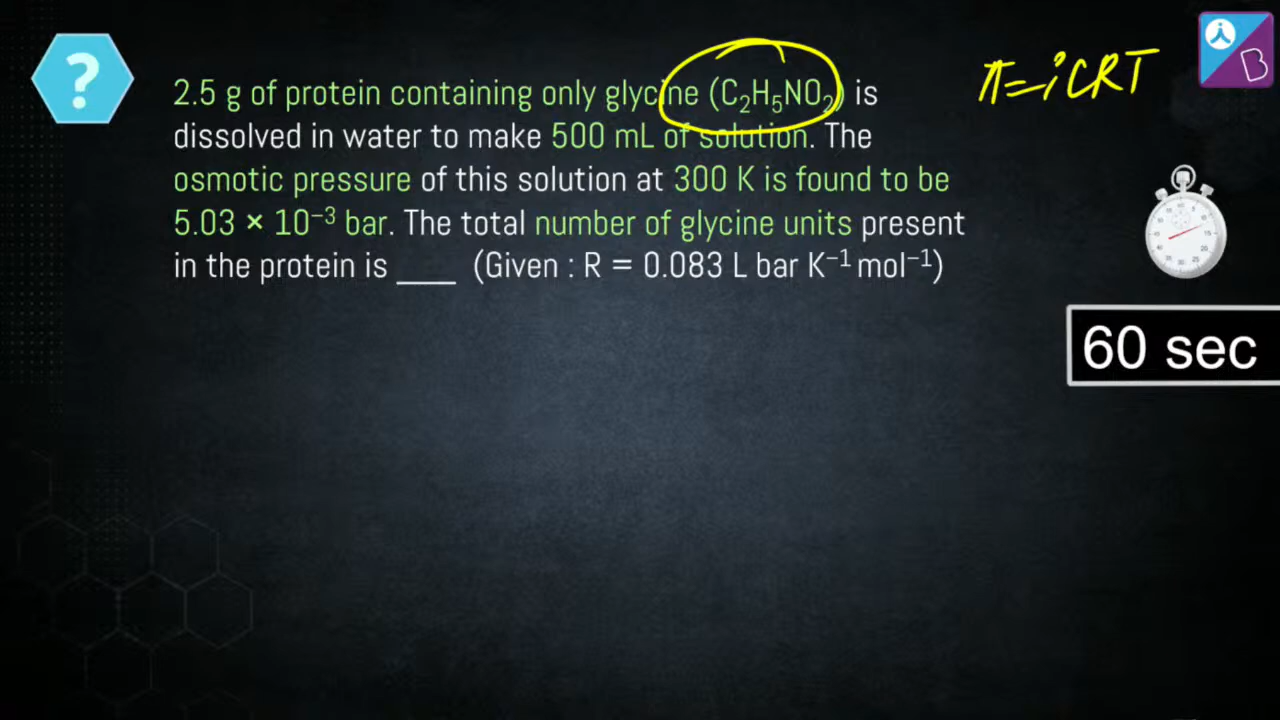 ?
2.5 g of protein containing only glycine (C₂H₅NO₂) is
dissolved in water to make 500 mL of solution. The
osmotic pressure of this solution at 300 K is found to be
5.03 × 10⁻³ bar. The total number of glycine units present
in the protein is ____ (Given : R = 0.083 L bar K⁻¹ mol⁻¹)
π=iCRT
B
60 sec